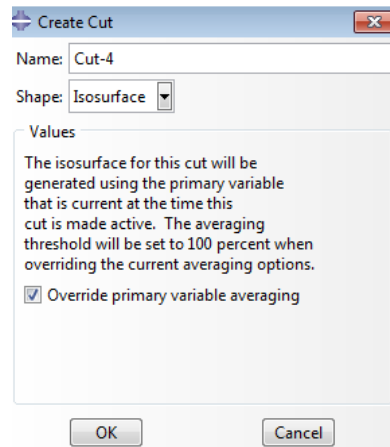 Create Cut
Name: Cut-4
Shape: Isosurface
Values
The isosurface for this cut will be
generated using the primary variable
that is current at the time this
cut is made active. The averaging
threshold will be set to 100 percent when
overriding the current averaging options.
Override primary variable averaging
OK Cancel